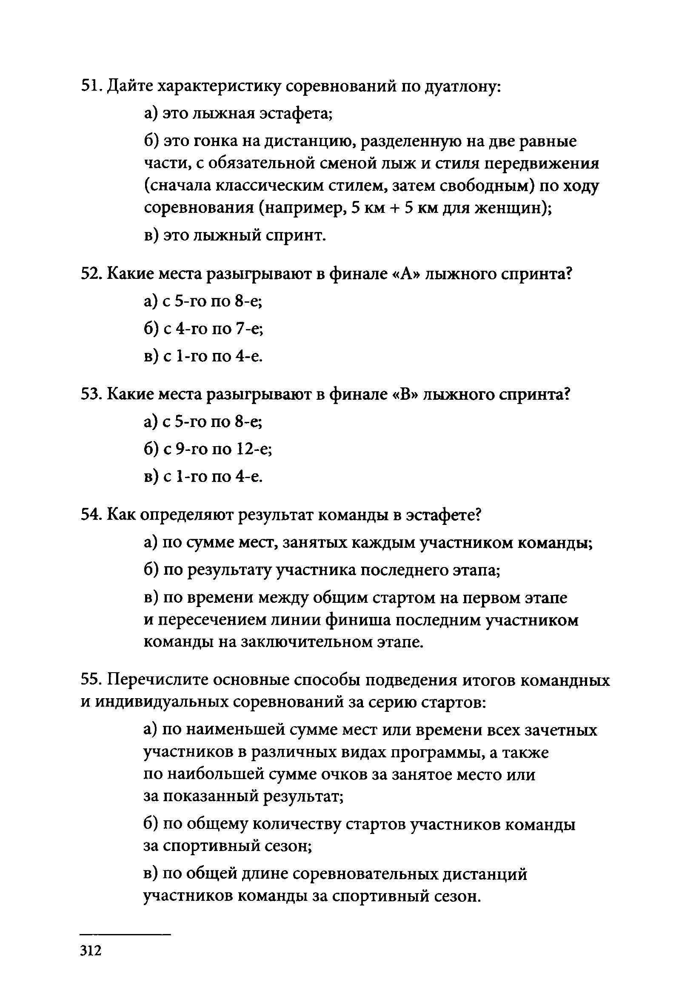 51. Дайте характеристику соревнований по дуатлону:
а) это лыжная эстафета;
б) это гонка на дистанцию, разделенную на две равные
части, с обязательной сменой лыж и стиля передвижения
(сначала классическим стилем, затем свободным) по ходу
соревнования (например, 5 км + 5 км для женщин);
в) это лыжный спринт.
52. Какие места разыгрывают в финале «А» лыжного спринта?
а) с 5-го по 8-е;
б) с 4-го по 7-е;
в) с 1-го по 4-е.
53. Какие места разыгрывают в финале «В» лыжного спринта?
а) с 5-го по 8-е;
б) с 9-го по 12-е;
в) с 1-го по 4-е.
54. Как определяют результат команды в эстафете?
а) по сумме мест, занятых каждым участником команды;
б) по результату участника последнего этапа;
в) по времени между общим стартом на первом этапе
и пересечением линии финиша последним участником
команды на заключительном этапе.
55. Перечислите основные способы подведения итогов командных
и индивидуальных соревнований за серию стартов:
а) по наименьшей сумме мест или времени всех зачетных
участников в различных видах программы, а также
по наибольшей сумме очков за занятое место или
за показанный результат;
б) по общему количеству стартов участников команды
за спортивный сезон;
в) по общей длине соревновательных дистанций
участников команды за спортивный сезон.
312